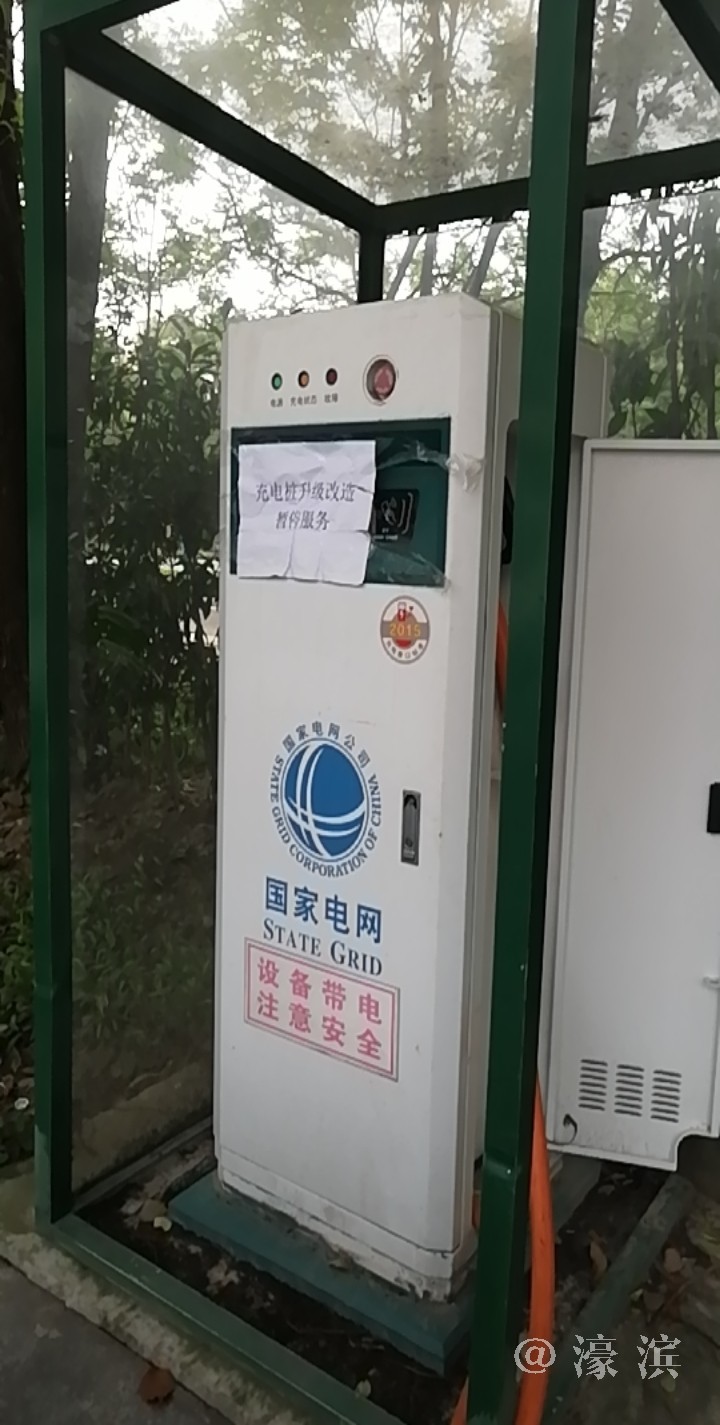 电源 充电状态 故障
充电桩升级改造
暂停服务
2015
国家电网公司
STATE GRID CORPORATION OF CHINA
国家电网
STATE GRID
设备带电
注意安全
@濠滨